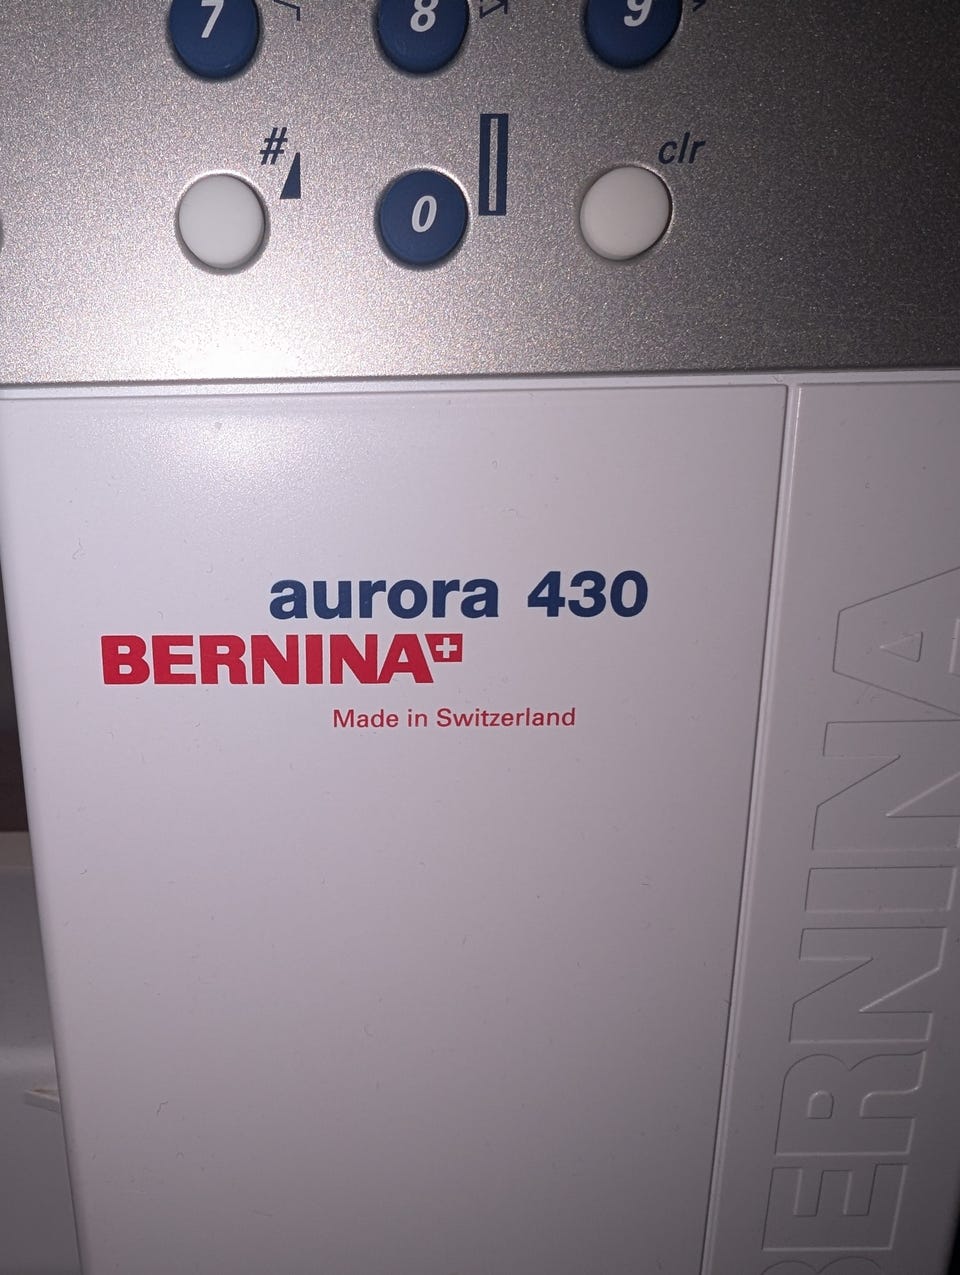 7 8 9
# clr
0
aurora 430
BERNINA
Made in Switzerland
BERNINA